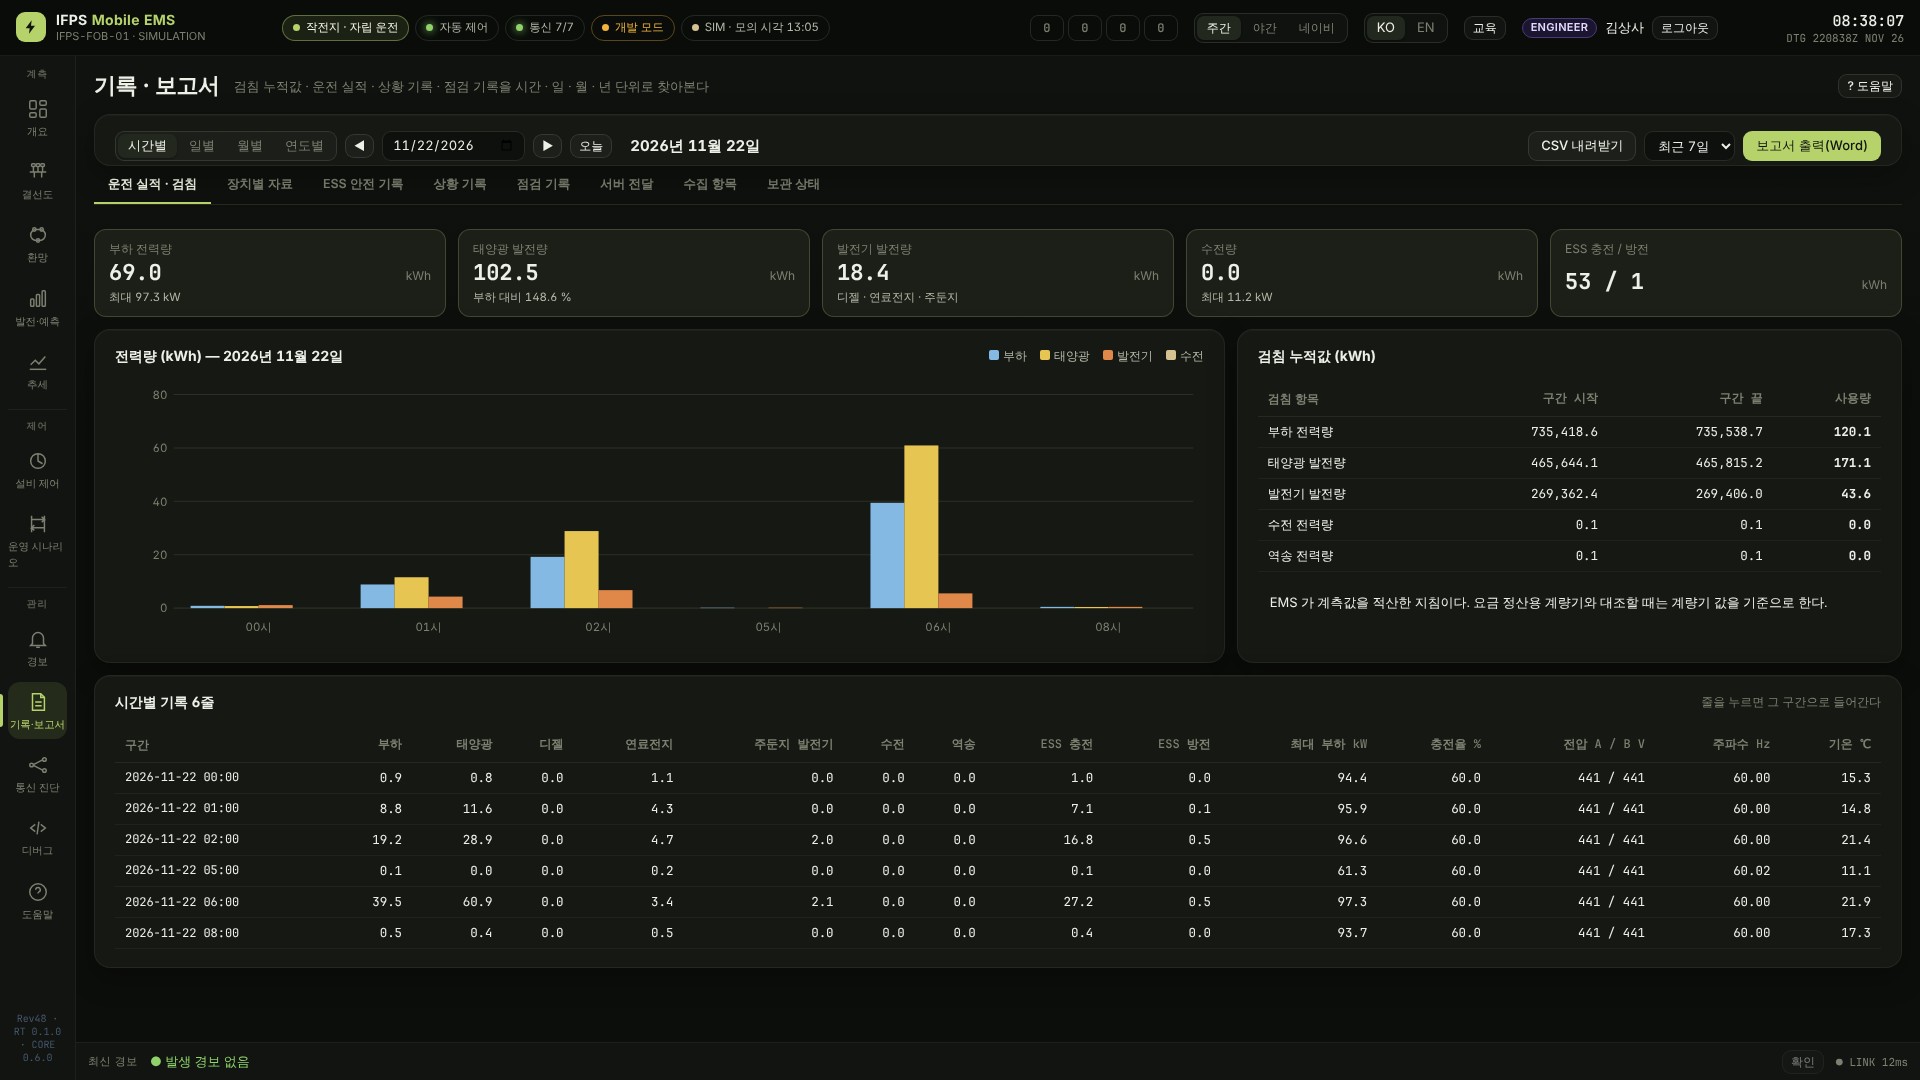 IFPS Mobile EMS
IFPS-FOB-01 · SIMULATION
작전지 · 자립 운전
자동 제어
통신 7/7
개발 모드
SIM · 모의 시각 13:05
0 0 0 0
주간 야간 네이비
KO EN
교육
ENGINEER 김상사 로그아웃
08:38:07
DTG 220838Z NOV 26
계측
개요
결선도
환망
발전·예측
추세
제어
설비 제어
운영 시나리
오
관리
경보
기록·보고서
통신 진단
디버그
도움말
Rev48 ·
RT 0.1.0
· CORE
0.6.0
기록 · 보고서 검침 누적값 · 운전 실적 · 상황 기록 · 점검 기록을 시간 · 일 · 월 · 년 단위로 찾아본다
? 도움말
시간별 일별 월별 연도별 ◀ 11/22/2026 ▶ 오늘 2026년 11월 22일
CSV 내려받기 최근 7일 보고서 출력(Word)
운전 실적 · 검침 장치별 자료 ESS 안전 기록 상황 기록 점검 기록 서버 전달 수집 항목 보관 상태
부하 전력량
69.0 kWh
최대 97.3 kW
태양광 발전량
102.5 kWh
부하 대비 148.6 %
발전기 발전량
18.4 kWh
디젤 · 연료전지 · 주둔지
수전량
0.0 kWh
최대 11.2 kW
ESS 충전 / 방전
53 / 1 kWh
전력량 (kWh) — 2026년 11월 22일
부하 태양광 발전기 수전
80
60
40
20
0
00시 01시 02시 05시 06시 08시
검침 누적값 (kWh)
검침 항목 구간 시작 구간 끝 사용량
부하 전력량 735,418.6 735,538.7 120.1
태양광 발전량 465,644.1 465,815.2 171.1
발전기 발전량 269,362.4 269,406.0 43.6
수전 전력량 0.1 0.1 0.0
역송 전력량 0.1 0.1 0.0
EMS 가 계측값을 적산한 지침이다. 요금 정산용 계량기와 대조할 때는 계량기 값을 기준으로 한다.
시간별 기록 6줄
줄을 누르면 그 구간으로 들어간다
구간 부하 태양광 디젤 연료전지 주둔지 발전기 수전 역송 ESS 충전 ESS 방전 최대 부하 kW 충전율 % 전압 A / B V 주파수 Hz 기온 ℃
2026-11-22 00:00 0.9 0.8 0.0 1.1 0.0 0.0 0.0 1.0 0.0 94.4 60.0 441 / 441 60.00 15.3
2026-11-22 01:00 8.8 11.6 0.0 4.3 0.0 0.0 0.0 7.1 0.1 95.9 60.0 441 / 441 60.00 14.8
2026-11-22 02:00 19.2 28.9 0.0 4.7 2.0 0.0 0.0 16.8 0.5 96.6 60.0 441 / 441 60.00 21.4
2026-11-22 05:00 0.1 0.0 0.0 0.2 0.0 0.0 0.0 0.1 0.0 61.3 60.0 441 / 441 60.02 11.1
2026-11-22 06:00 39.5 60.9 0.0 3.4 2.1 0.0 0.0 27.2 0.5 97.3 60.0 441 / 441 60.00 21.9
2026-11-22 08:00 0.5 0.4 0.0 0.5 0.0 0.0 0.0 0.4 0.0 93.7 60.0 441 / 441 60.00 17.3
최신 경보 발생 경보 없음
확인 LINK 12ms